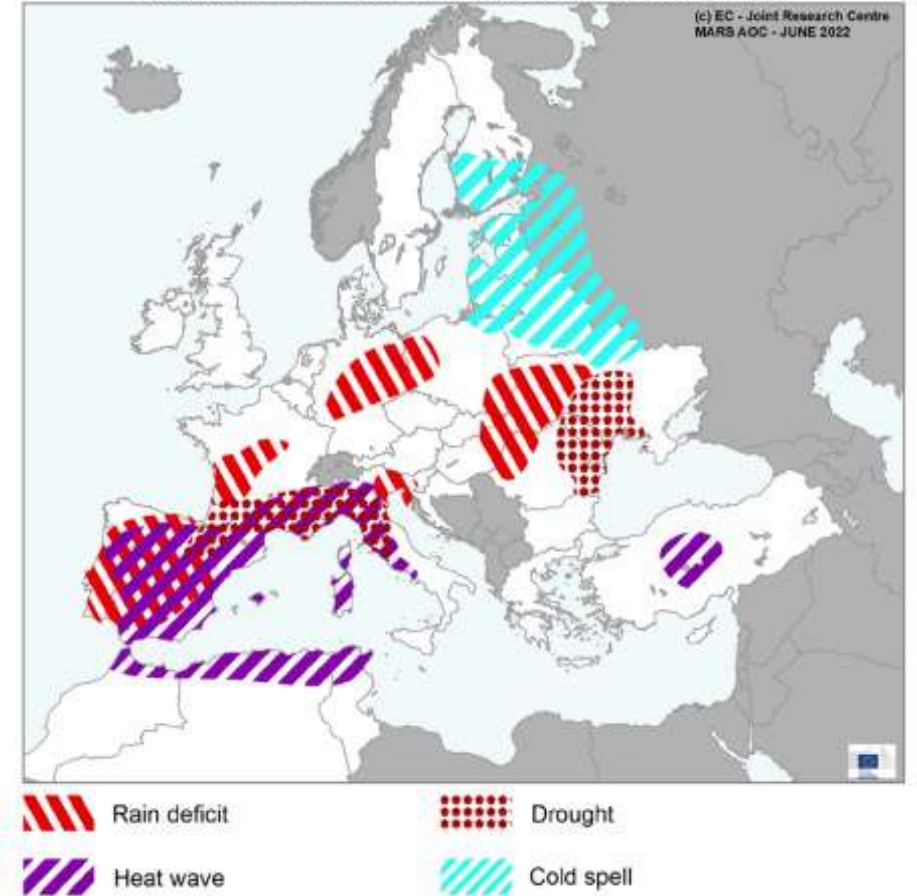 (c) EC - Joint Research Centre
MARS AOC - JUNE 2022
Rain deficit
Drought
Heat wave
Cold spell